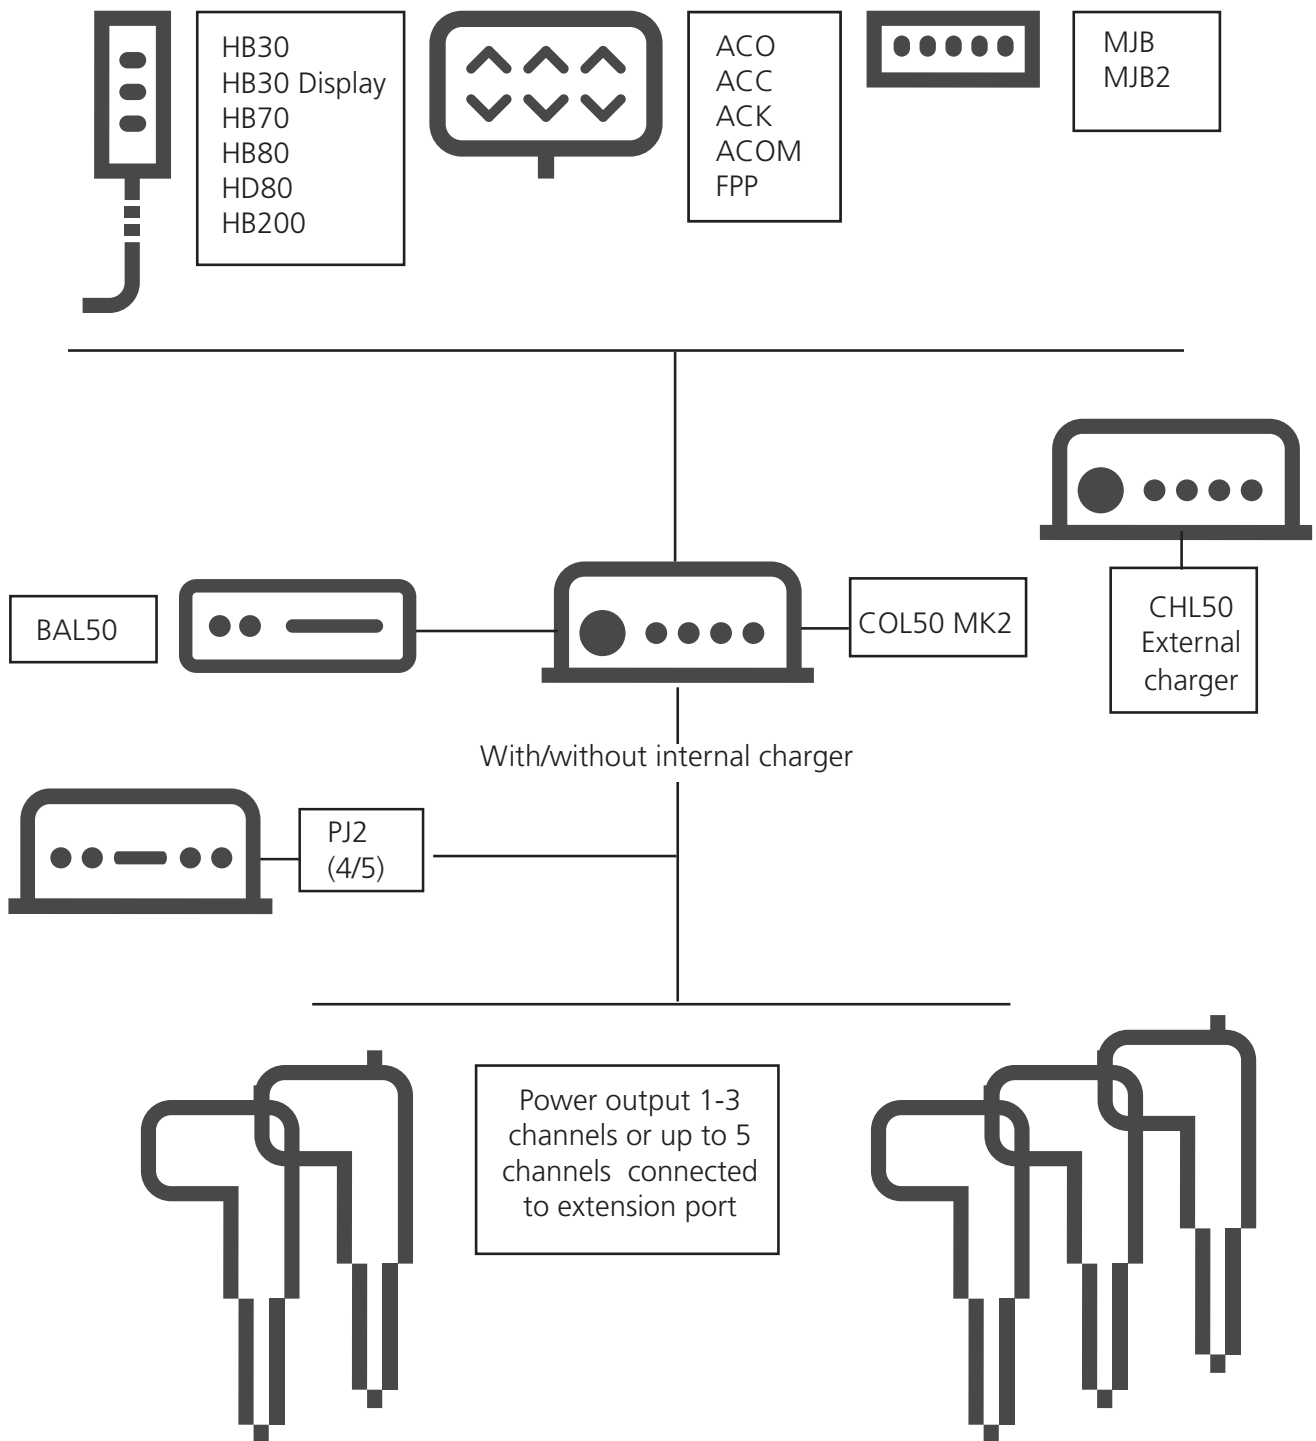 HB30
HB30 Display
HB70
HB80
HD80
HB200
ACO
ACC
ACK
ACOM
FPP
MJB
MJB2
BAL50
COL50 MK2
CHL50
External
charger
With/without internal charger
PJ2
(4/5)
Power output 1-3
channels or up to 5
channels connected
to extension port